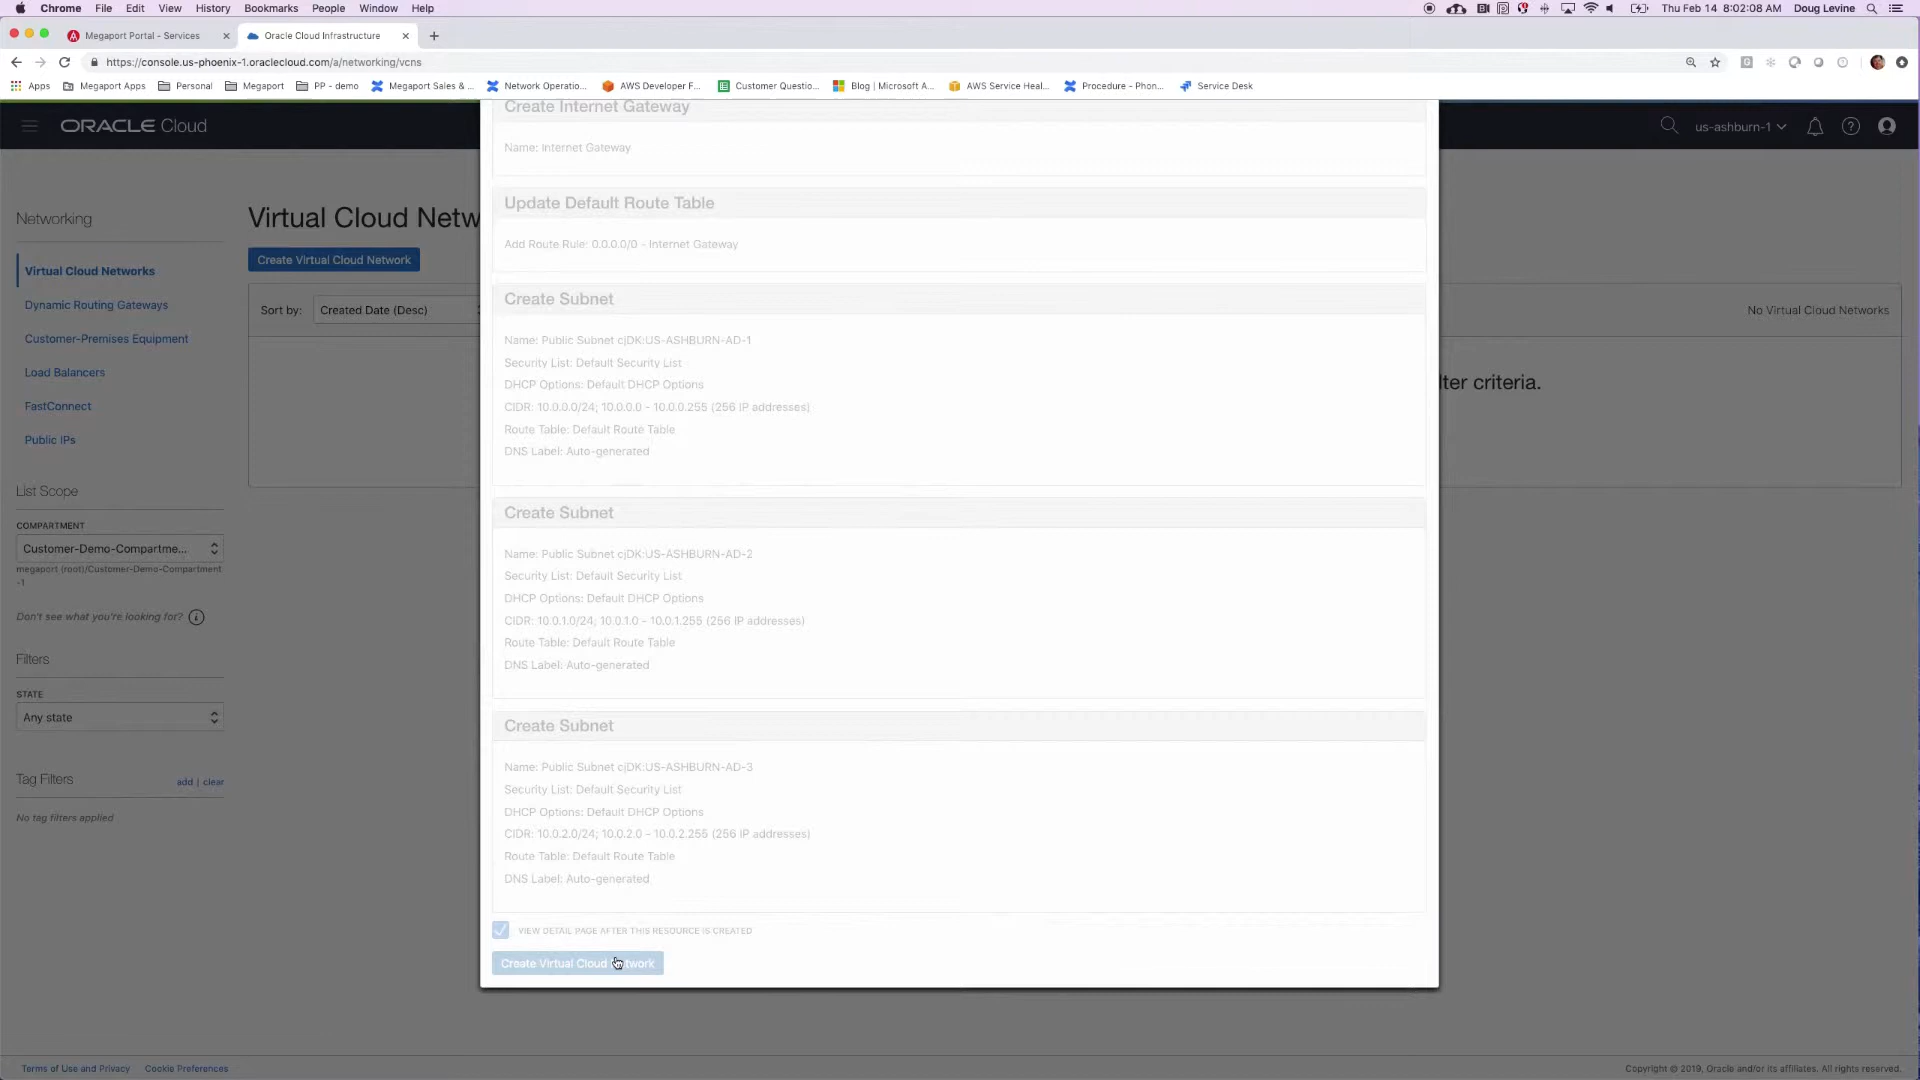 Chrome File Edit View History Bookmarks People Window Help
Thu Feb 14 8:02:08 AM Doug Levine
Megaport Portal - Services
Oracle Cloud Infrastructure
https://console.us-phoenix-1.oraclecloud.com/a/networking/vcns
Apps Megaport Apps Personal Megaport PP - demo Megaport Sales & ... Network Operatio... AWS Developer F... Customer Questio... Blog | Microsoft A... AWS Service Heal... Procedure - Phon... Service Desk
ORACLE Cloud
us-ashburn-1
Networking
Virtual Cloud Networks
Dynamic Routing Gateways
Customer-Premises Equipment
Load Balancers
FastConnect
Public IPs
List Scope
COMPARTMENT
Customer-Demo-Compartme...
megaport (root)/Customer-Demo-Compartment
-1
Don't see what you're looking for?
Filters
STATE
Any state
Tag Filters
add | clear
No tag filters applied
Virtual Cloud Netw
Create Virtual Cloud Network
Sort by: Created Date (Desc)
No Virtual Cloud Networks
lter criteria.
Create Internet Gateway
Name: Internet Gateway
Update Default Route Table
Add Route Rule: 0.0.0.0/0 - Internet Gateway
Create Subnet
Name: Public Subnet cjDK:US-ASHBURN-AD-1
Security List: Default Security List
DHCP Options: Default DHCP Options
CIDR: 10.0.0.0/24; 10.0.0.0 - 10.0.0.255 (256 IP addresses)
Route Table: Default Route Table
DNS Label: Auto-generated
Create Subnet
Name: Public Subnet cjDK:US-ASHBURN-AD-2
Security List: Default Security List
DHCP Options: Default DHCP Options
CIDR: 10.0.1.0/24; 10.0.1.0 - 10.0.1.255 (256 IP addresses)
Route Table: Default Route Table
DNS Label: Auto-generated
Create Subnet
Name: Public Subnet cjDK:US-ASHBURN-AD-3
Security List: Default Security List
DHCP Options: Default DHCP Options
CIDR: 10.0.2.0/24; 10.0.2.0 - 10.0.2.255 (256 IP addresses)
Route Table: Default Route Table
DNS Label: Auto-generated
VIEW DETAIL PAGE AFTER THIS RESOURCE IS CREATED
Create Virtual Cloud Network
Terms of Use and Privacy Cookie Preferences
Copyright © 2019, Oracle and/or its affiliates. All rights reserved.